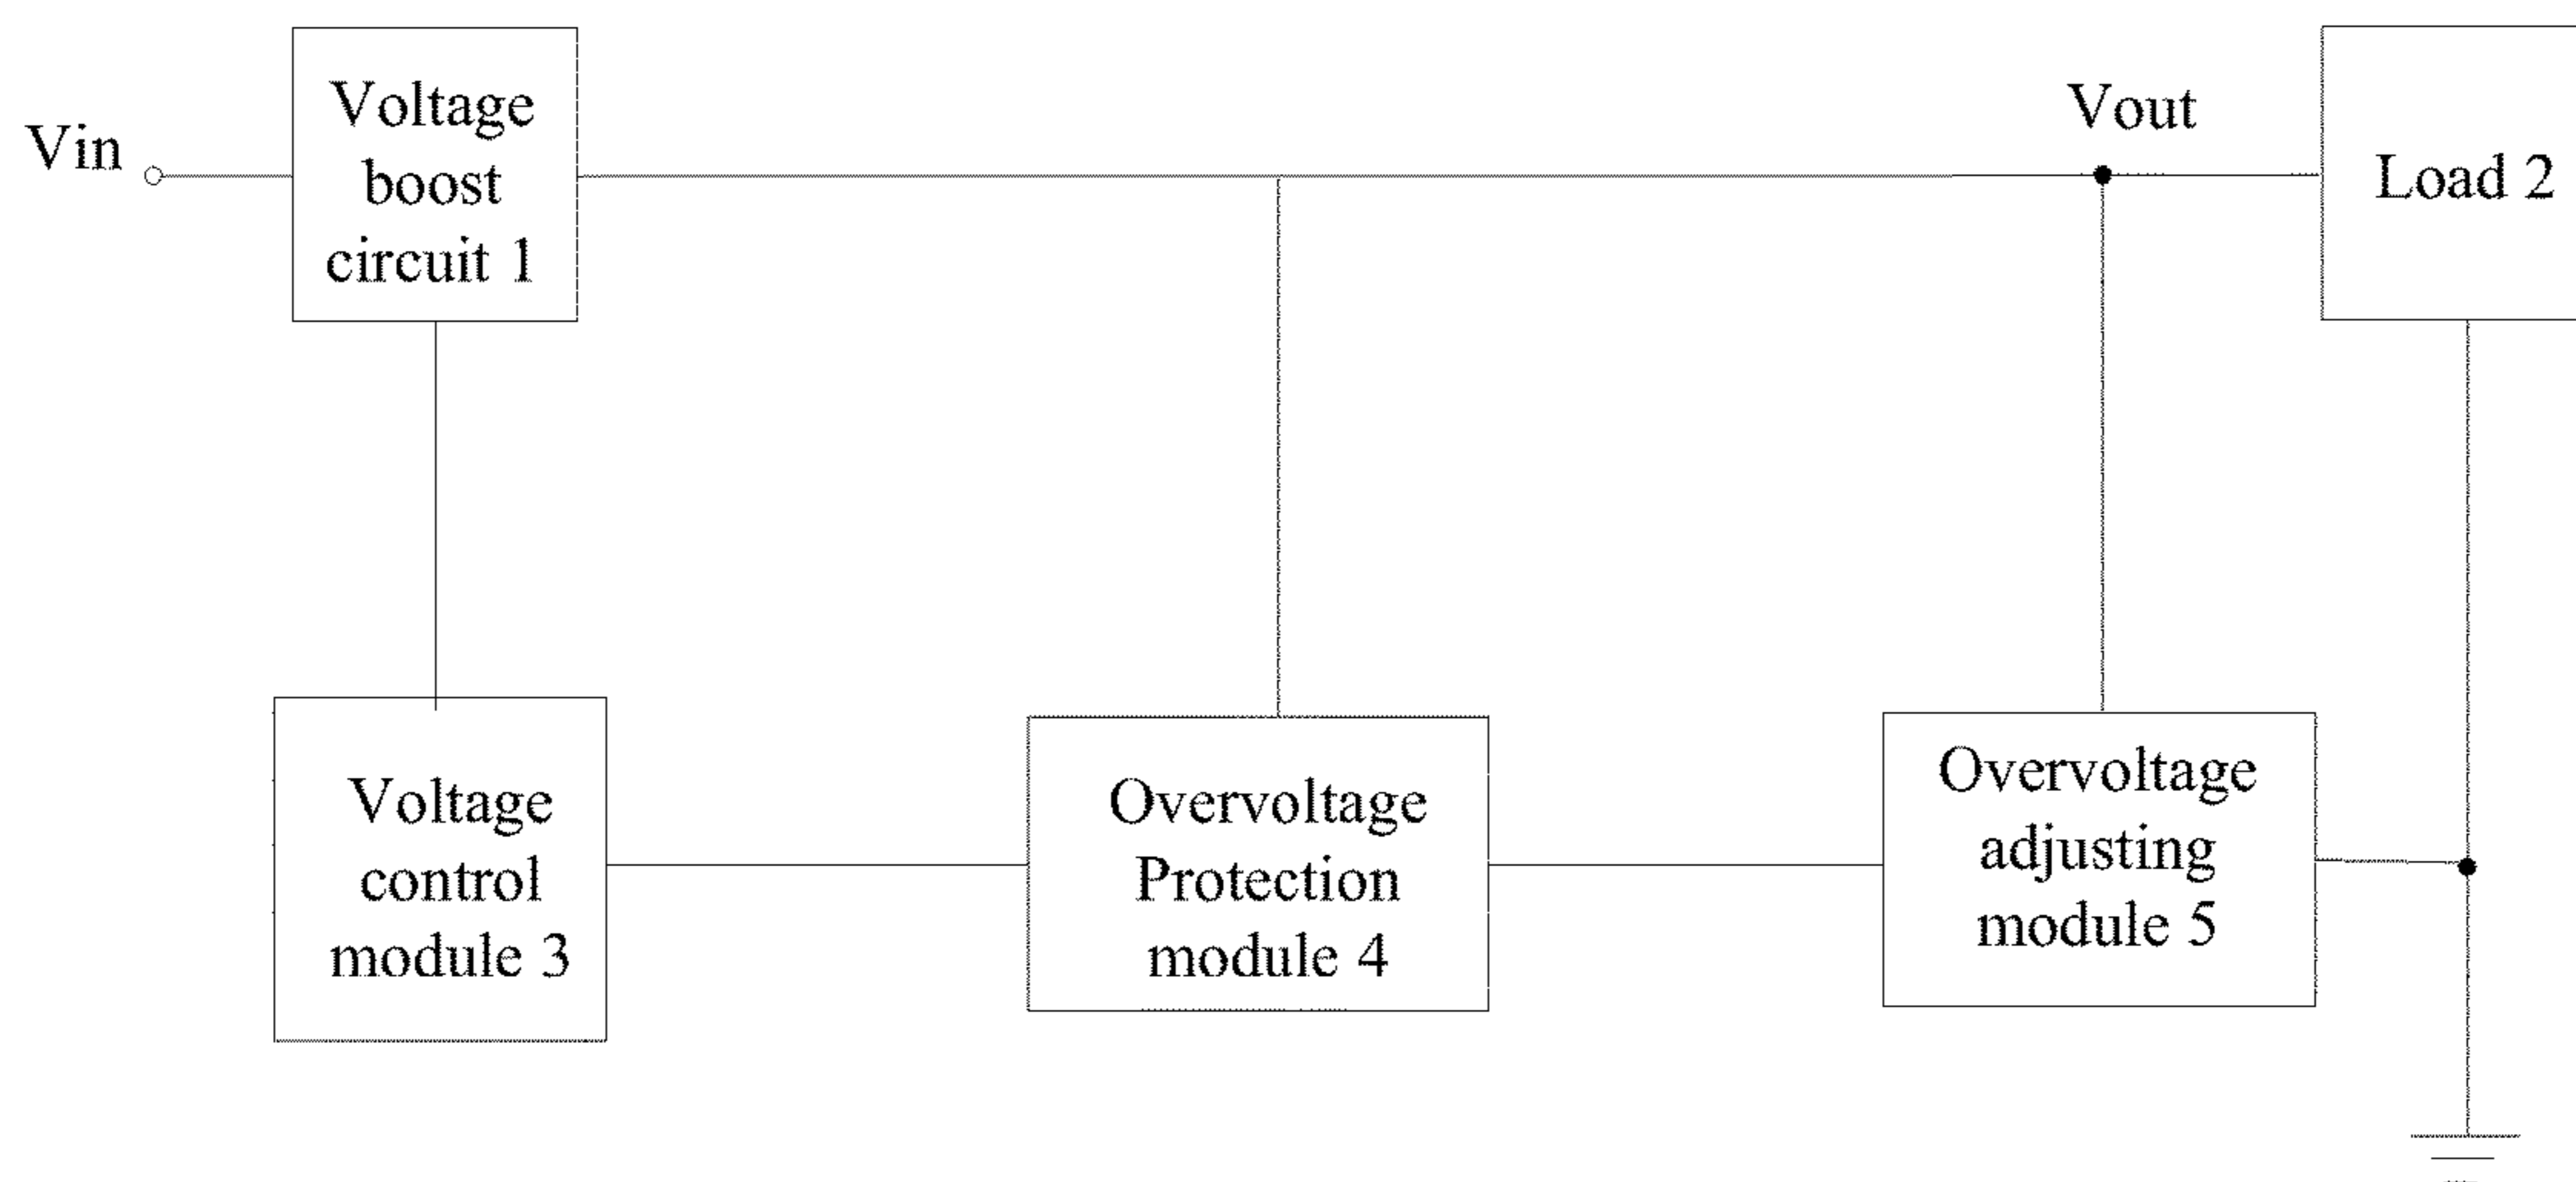 Vin
Voltage
boost
circuit 1
Vout
Load 2
Voltage
control
module 3
Overvoltage
Protection
module 4
Overvoltage
adjusting
module 5